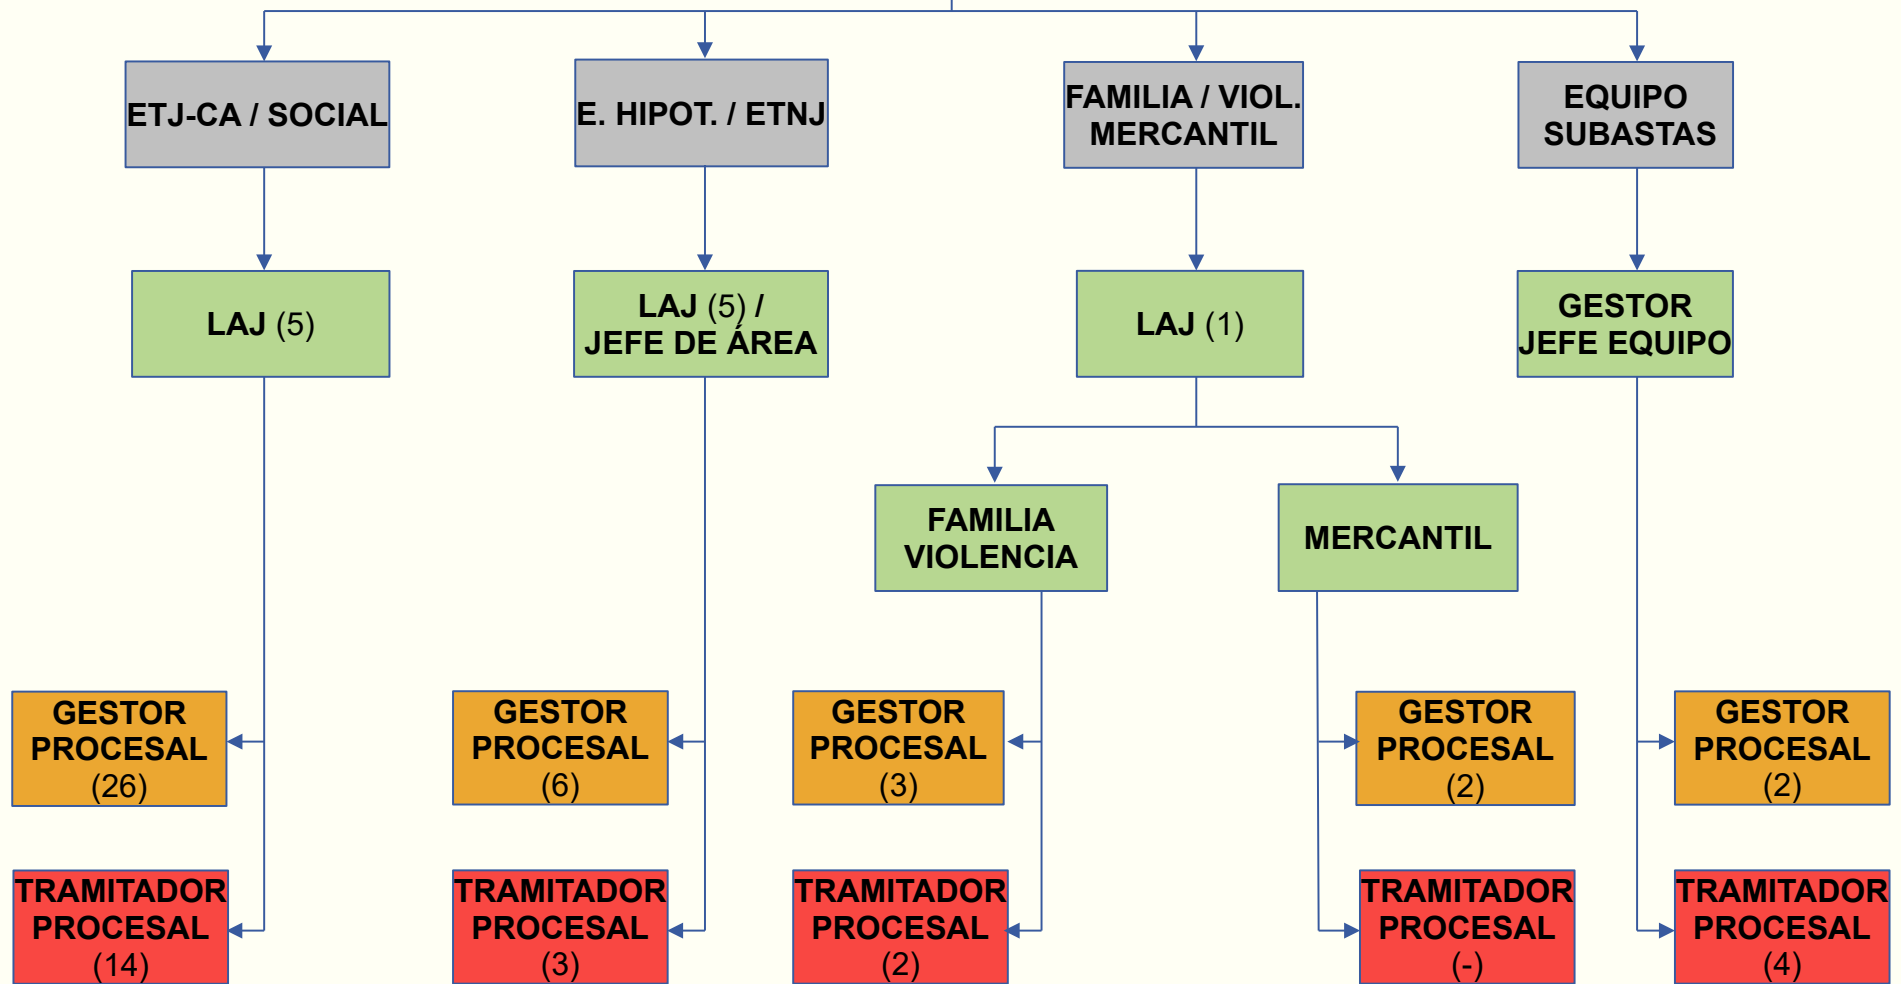 ETJ-CA / SOCIAL
E. HIPOT. / ETNJ
FAMILIA / VIOL.
MERCANTIL
EQUIPO
SUBASTAS
LAJ (5)
LAJ (5) /
JEFE DE ÁREA
LAJ (1)
GESTOR
JEFE EQUIPO
FAMILIA
VIOLENCIA
MERCANTIL
GESTOR
PROCESAL
(26)
GESTOR
PROCESAL
(6)
GESTOR
PROCESAL
(3)
GESTOR
PROCESAL
(2)
GESTOR
PROCESAL
(2)
TRAMITADOR
PROCESAL
(14)
TRAMITADOR
PROCESAL
(3)
TRAMITADOR
PROCESAL
(2)
TRAMITADOR
PROCESAL
(-)
TRAMITADOR
PROCESAL
(4)